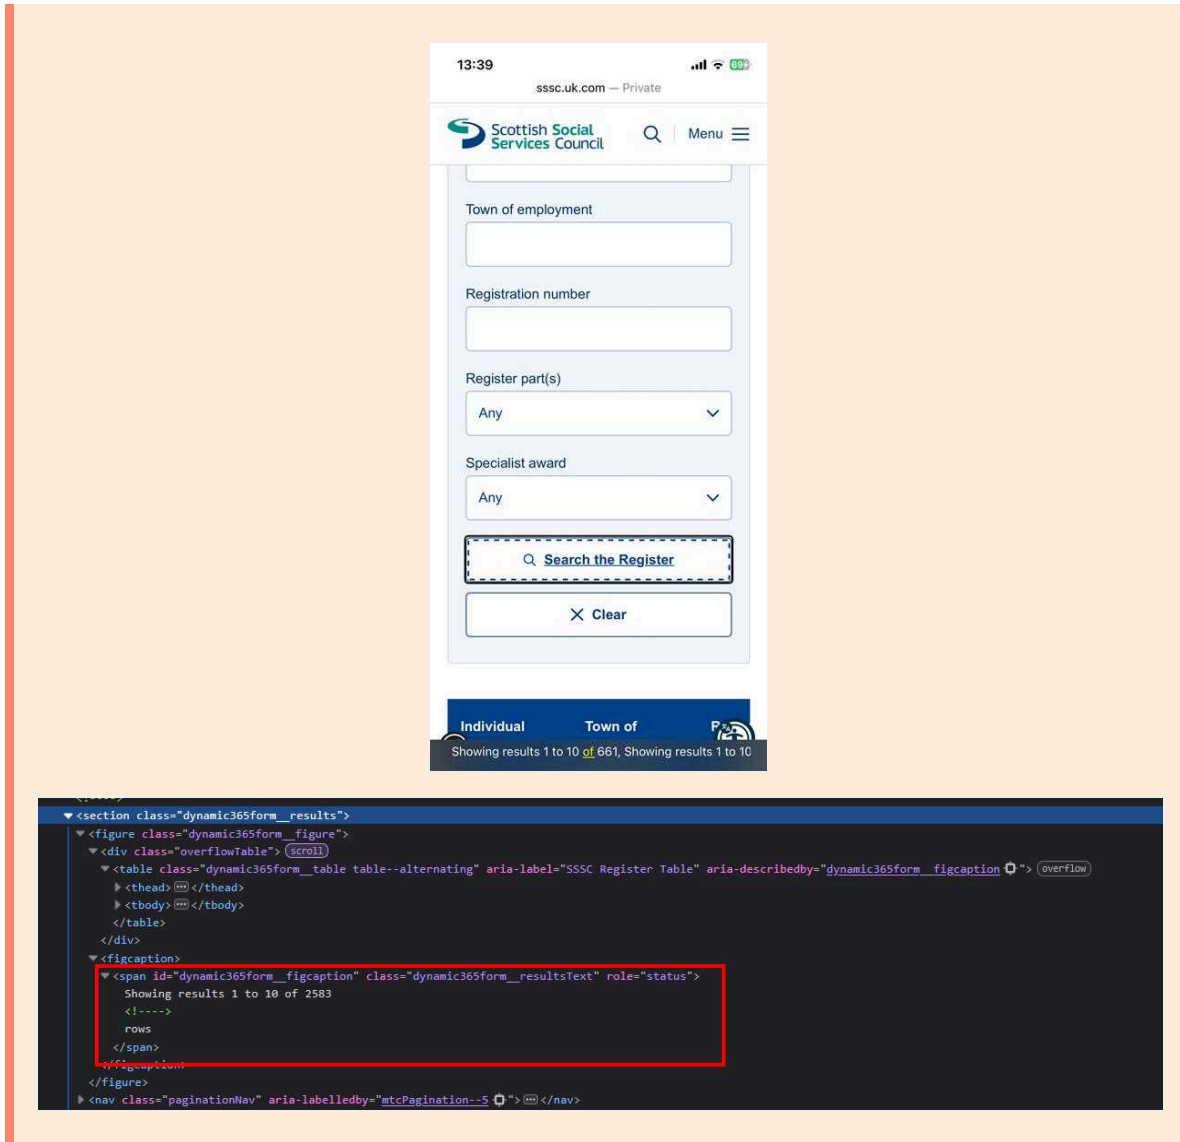 13:39
69
sssc.uk.com — Private
Scottish Social
Services Council
Menu
Town of employment
Registration number
Register part(s)
Any
Specialist award
Any
Search the Register
Clear
Individual
Town of
Showing results 1 to 10 of 661, Showing results 1 to 10
<section class="dynamic365form__results">
<figure class="dynamic365form__figure">
<div class="overflowTable"> scroll
<table class="dynamic365form__table table--alternating" aria-label="SSSC Register Table" aria-describedby="dynamic365form__figcaption"> overflow
<thead> ··· </thead>
<tbody> ··· </tbody>
</table>
</div>
<figcaption>
<span id="dynamic365form__figcaption" class="dynamic365form__resultsText" role="status">
Showing results 1 to 10 of 2583
<!---->
rows
</span>
</figcaption>
</figure>
<nav class="paginationNav" aria-labelledby="mtcPagination--5"> ··· </nav>